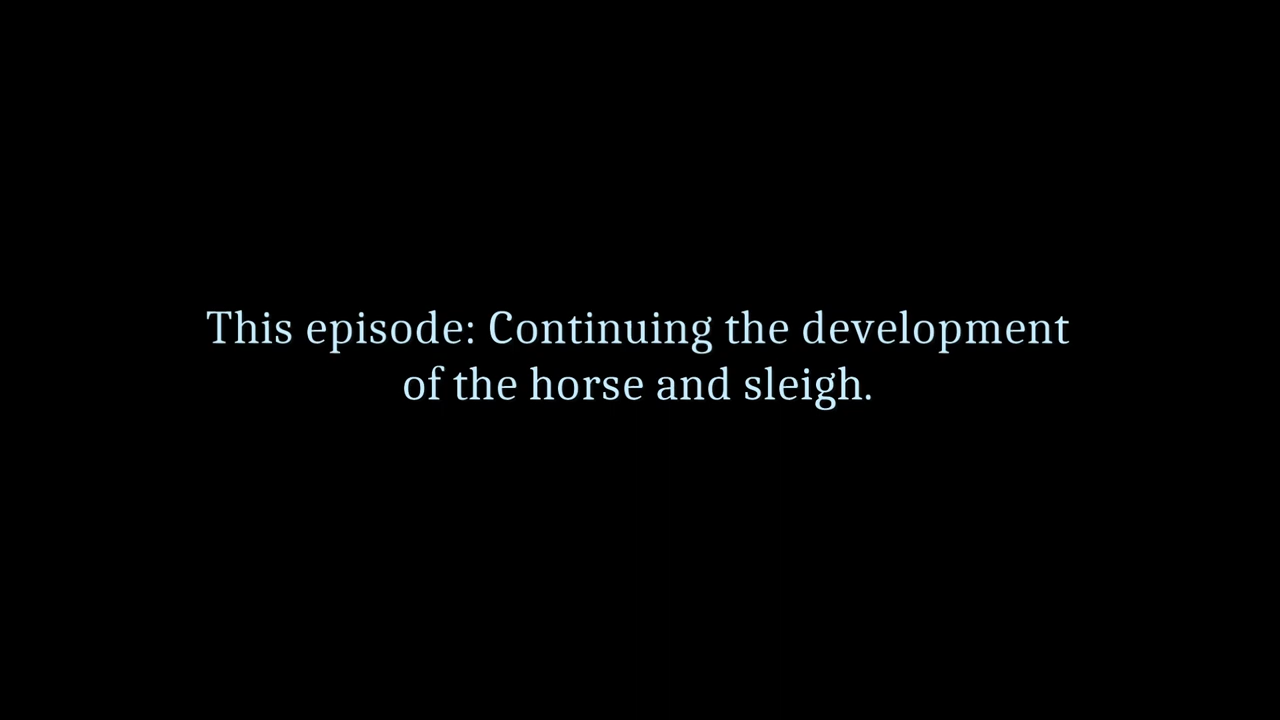 This episode: Continuing the development
of the horse and sleigh.